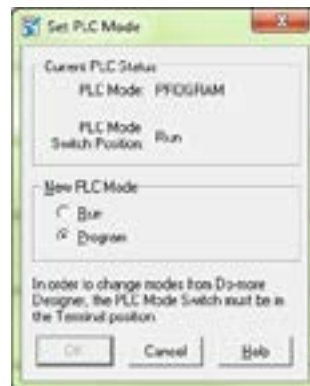 Set PLC Mode
Current PLC Status
PLC Mode: PROGRAM
PLC Mode
Switch Position: Run
New PLC Mode
Run
Program
In order to change modes from Do-more
Designer, the PLC Mode Switch must be in
the Terminal position.
OK Cancel Help